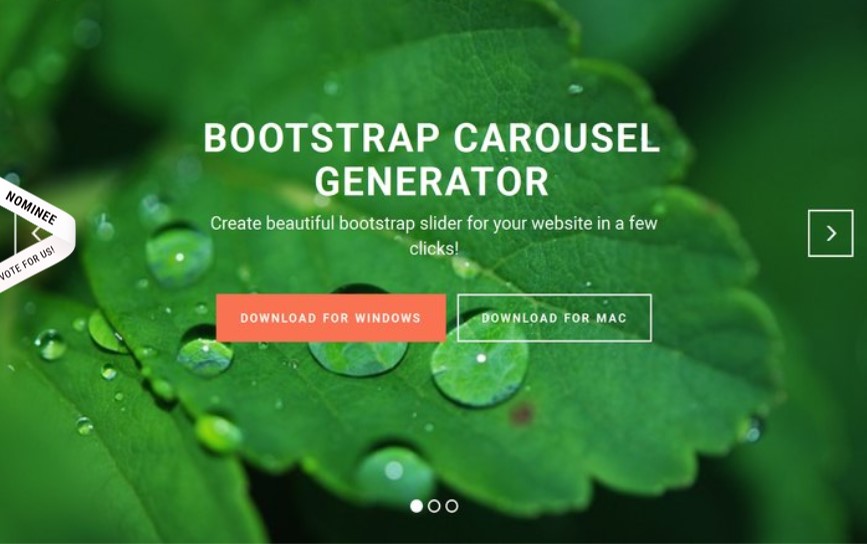 BOOTSTRAP CAROUSEL
GENERATOR
Create beautiful bootstrap slider for your website in a few
clicks!
NOMINEE
VOTE FOR US!
DOWNLOAD FOR WINDOWS
DOWNLOAD FOR MAC